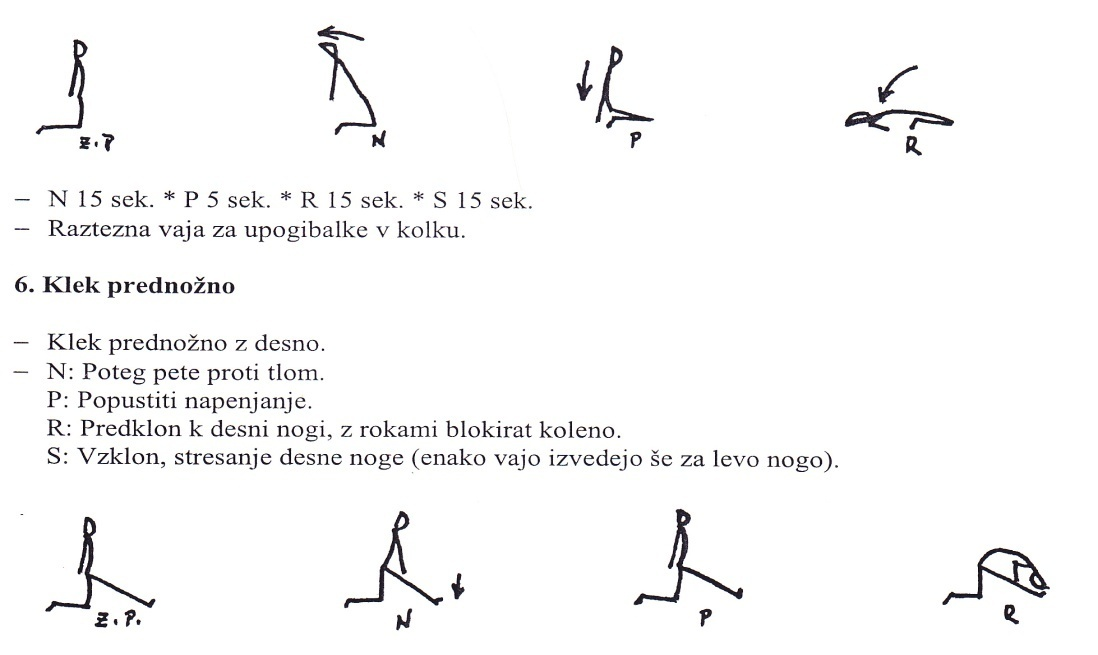 Z.P
N
P
R
– N 15 sek. * P 5 sek. * R 15 sek. * S 15 sek.
– Raztezna vaja za upogibalke v kolku.
6. Klek prednožno
– Klek prednožno z desno.
– N: Poteg pete proti tlom.
P: Popustiti napenjanje.
R: Predklon k desni nogi, z rokami blokirat koleno.
S: Vzklon, stresanje desne noge (enako vajo izvedejo še za levo nogo).
Z.P.
N
P
R